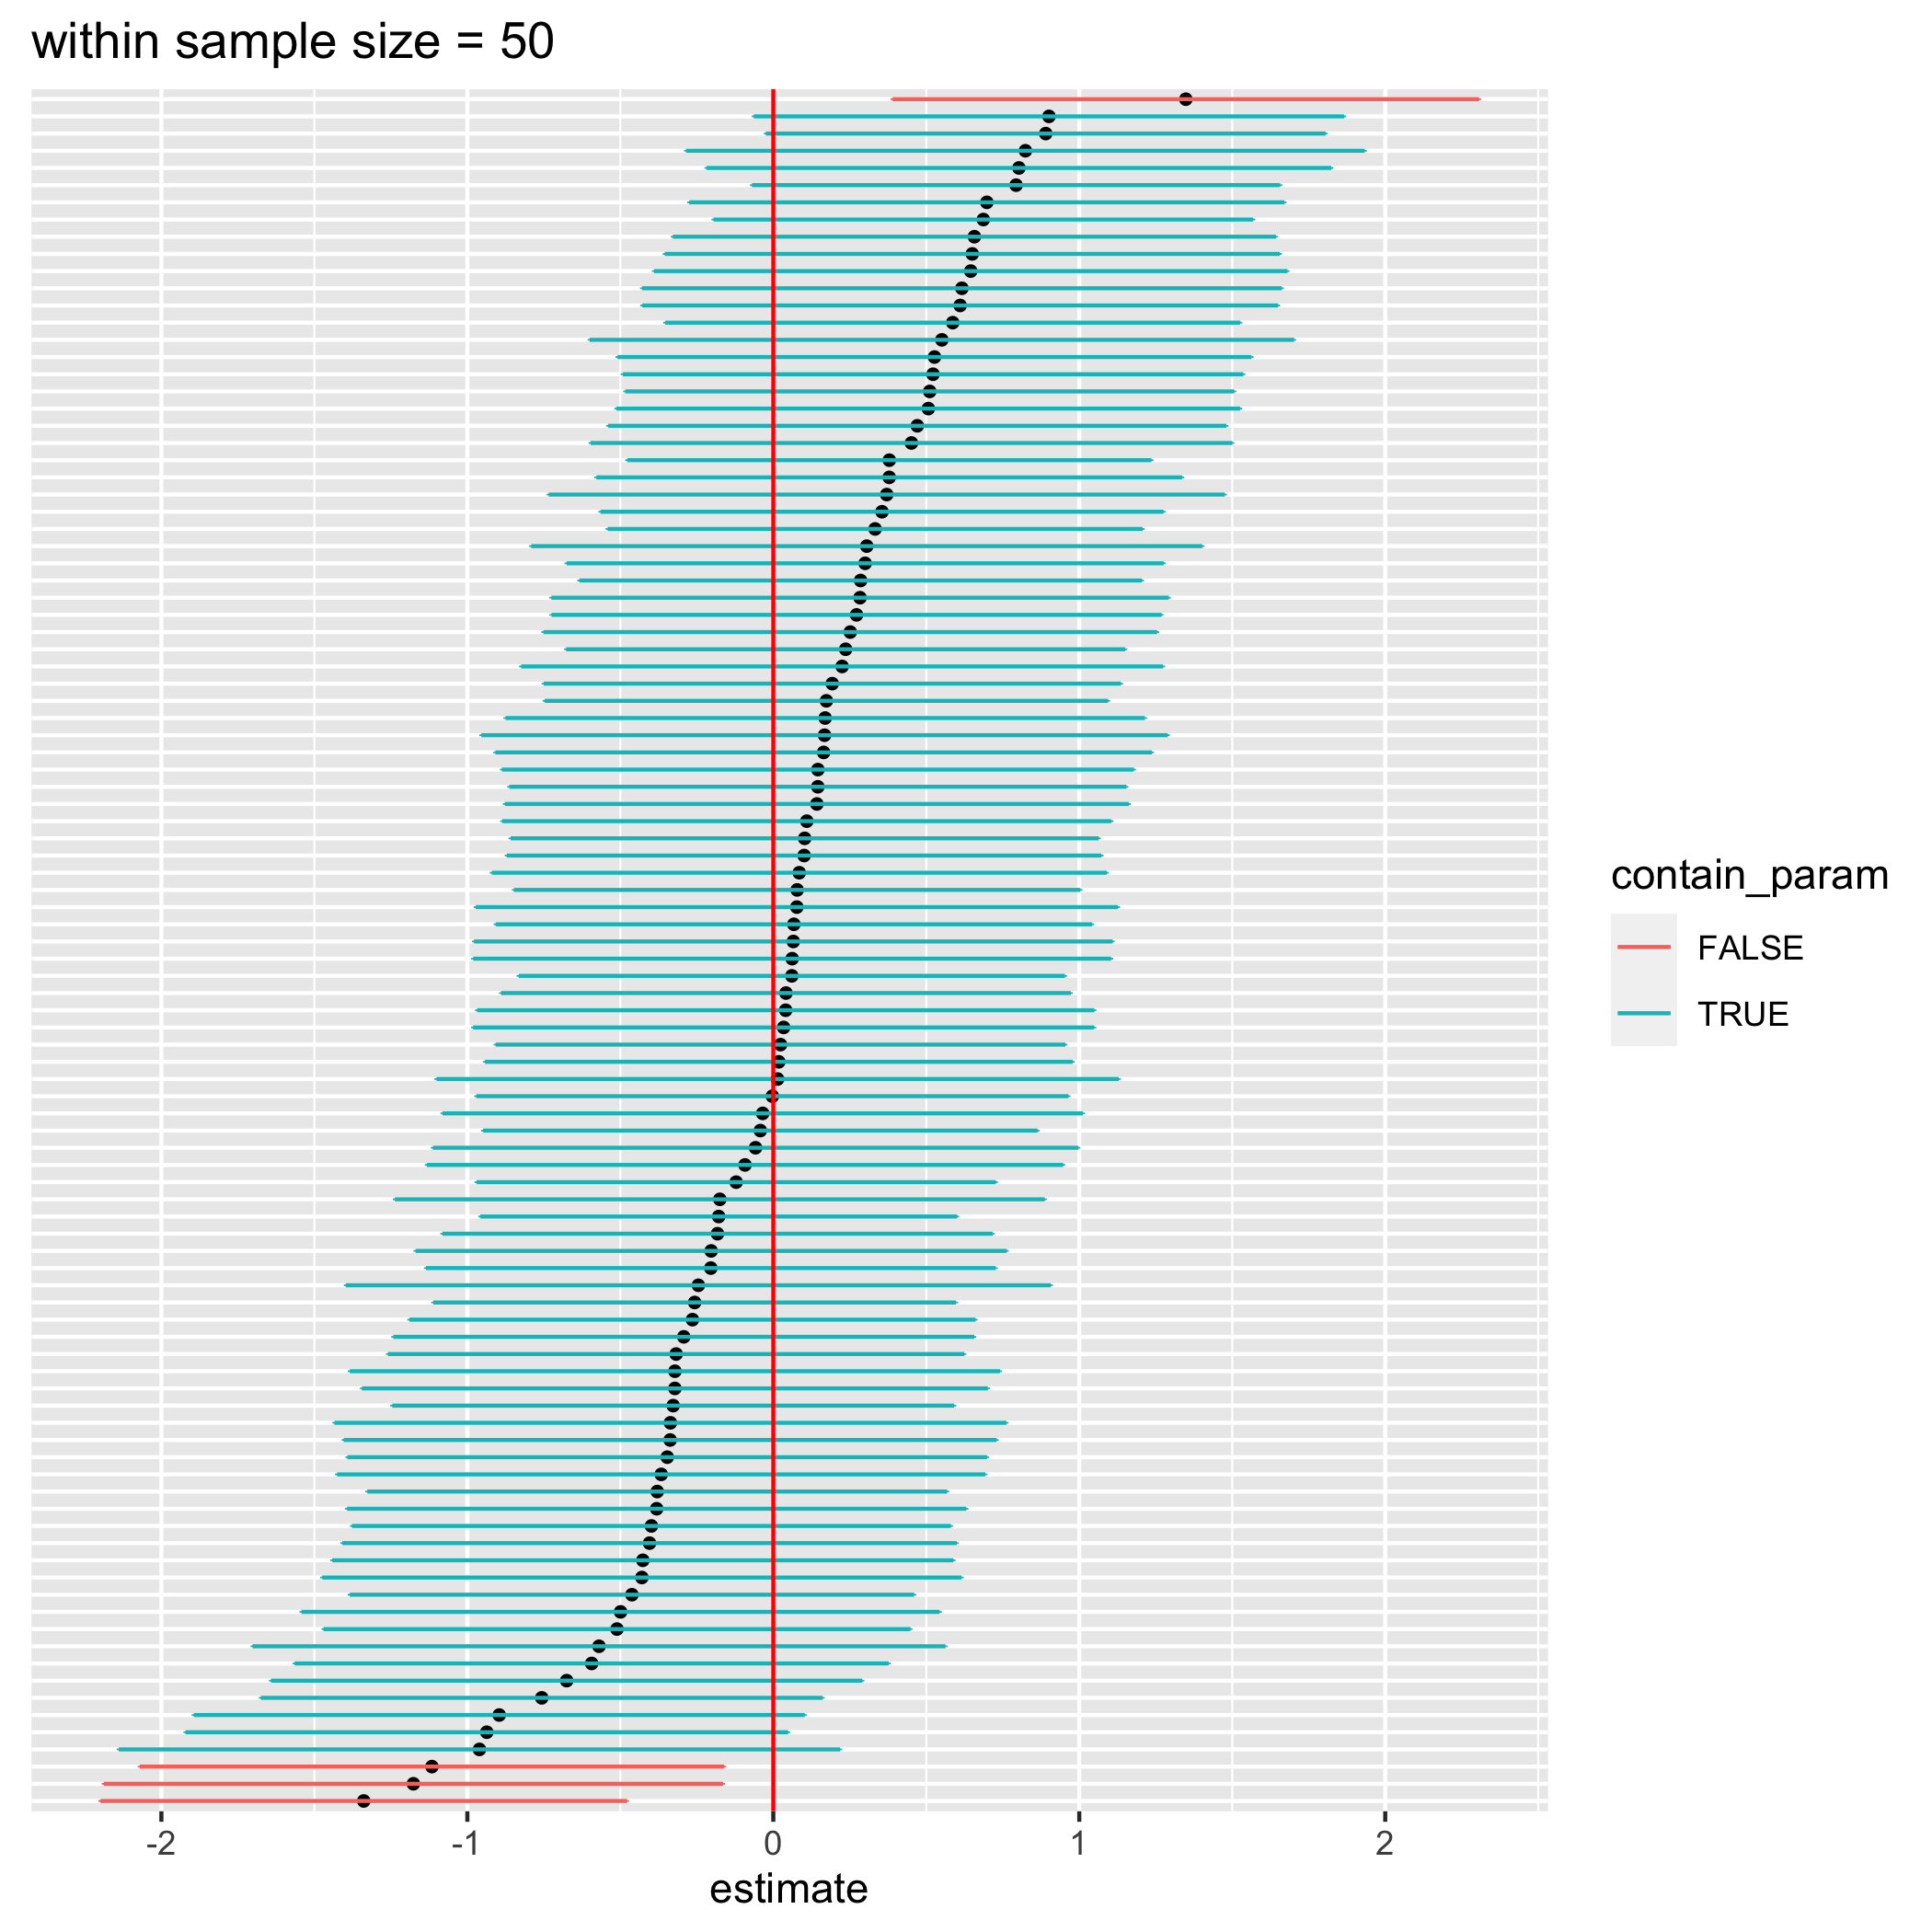 within sample size = 50
contain_param
FALSE
TRUE
-2 -1 0 1 2
estimate